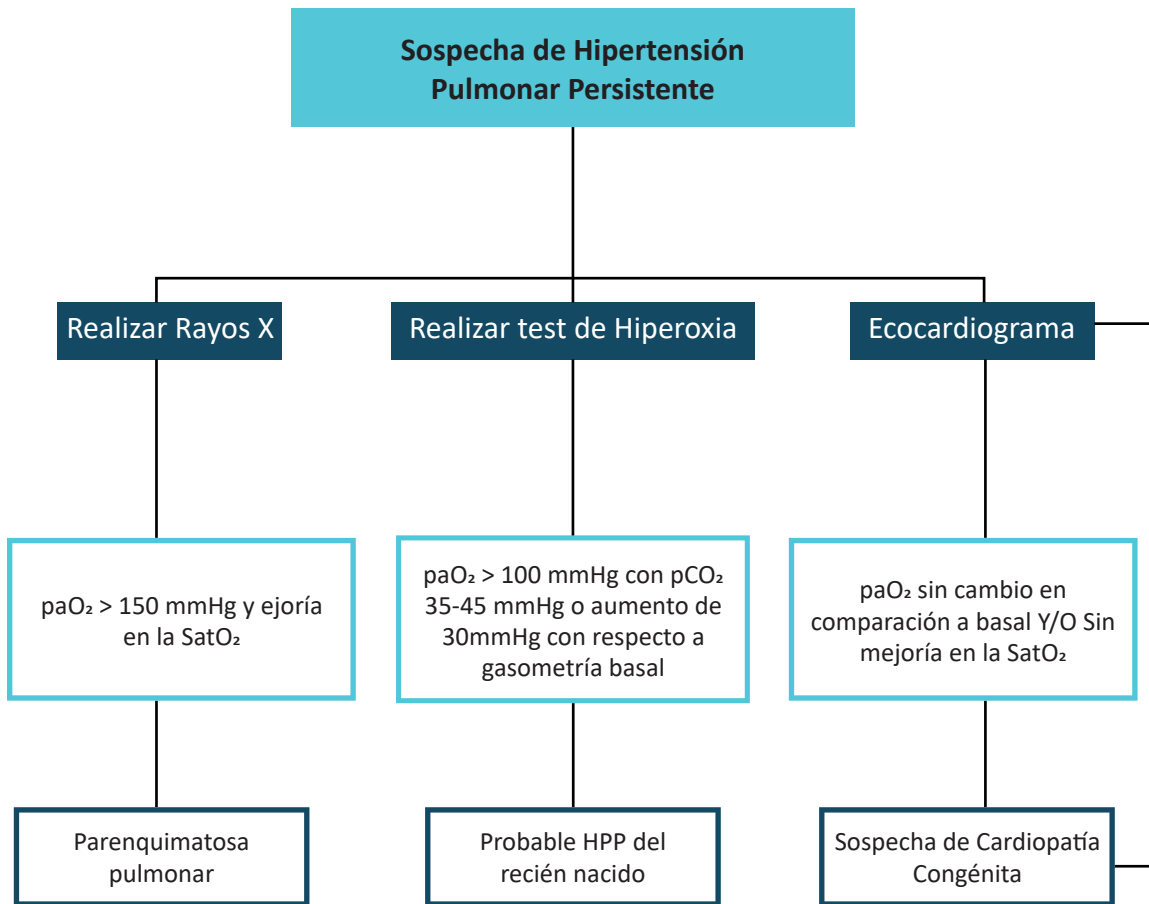 Sospecha de Hipertensión
Pulmonar Persistente
Realizar Rayos X
Realizar test de Hiperoxia
Ecocardiograma
paO₂ > 150 mmHg y ejoría
en la SatO₂
paO₂ > 100 mmHg con pCO₂
35-45 mmHg o aumento de
30mmHg con respecto a
gasometría basal
paO₂ sin cambio en
comparación a basal Y/O Sin
mejoría en la SatO₂
Parenquimatosa
pulmonar
Probable HPP del
recién nacido
Sospecha de Cardiopatía
Congénita